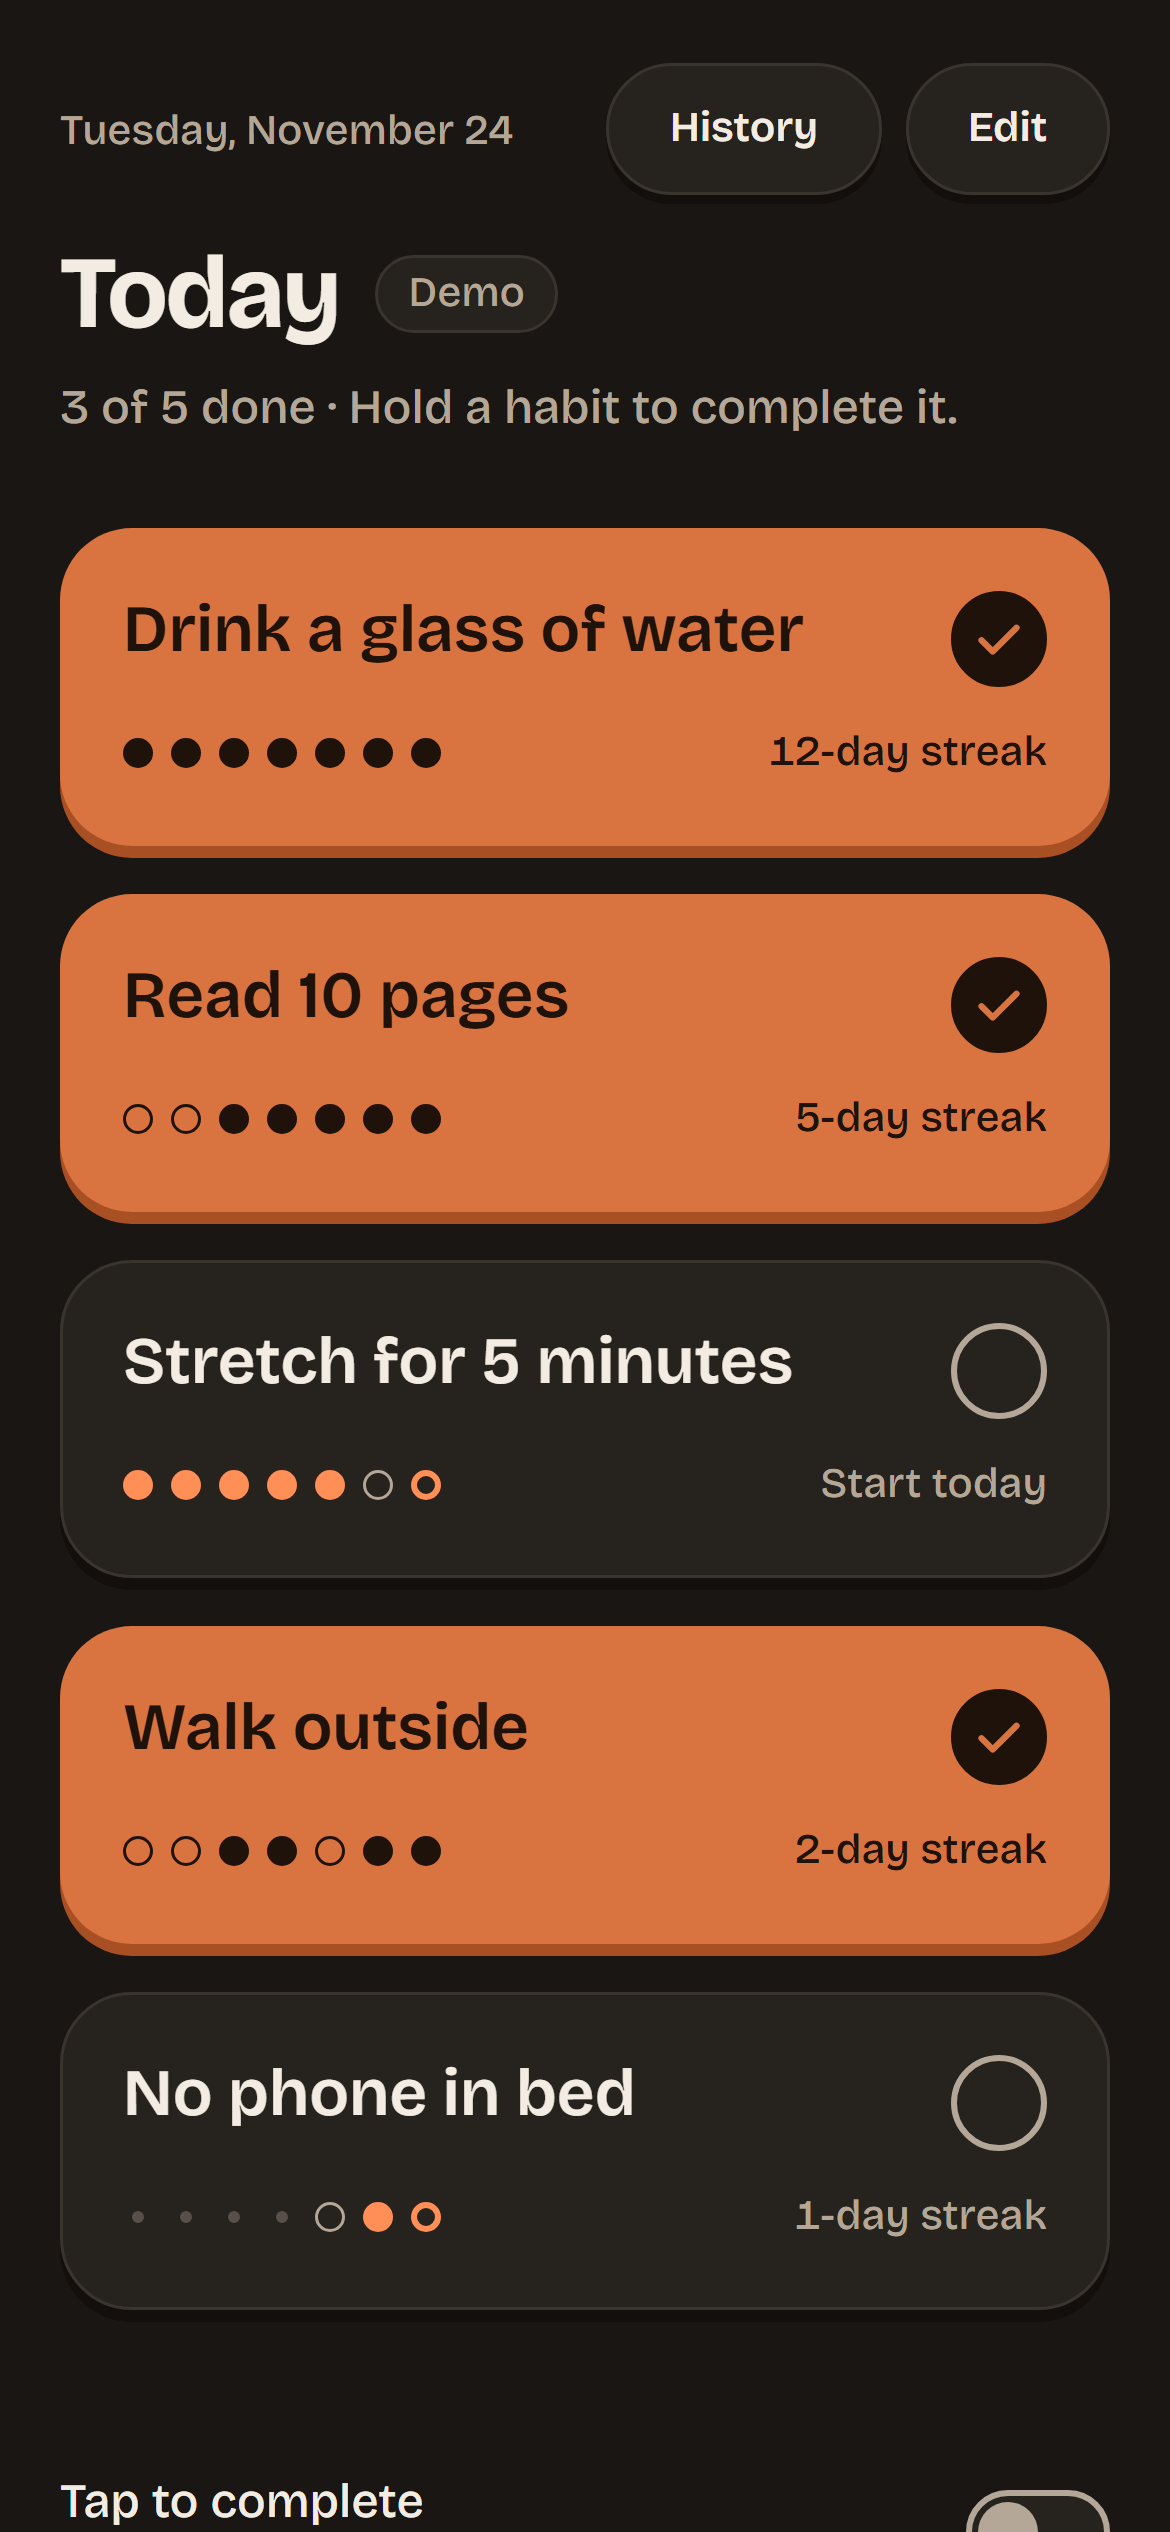 Tuesday, November 24
History
Edit
Today
Demo
3 of 5 done · Hold a habit to complete it.
Drink a glass of water
12-day streak
Read 10 pages
5-day streak
Stretch for 5 minutes
Start today
Walk outside
2-day streak
No phone in bed
1-day streak
Tap to complete